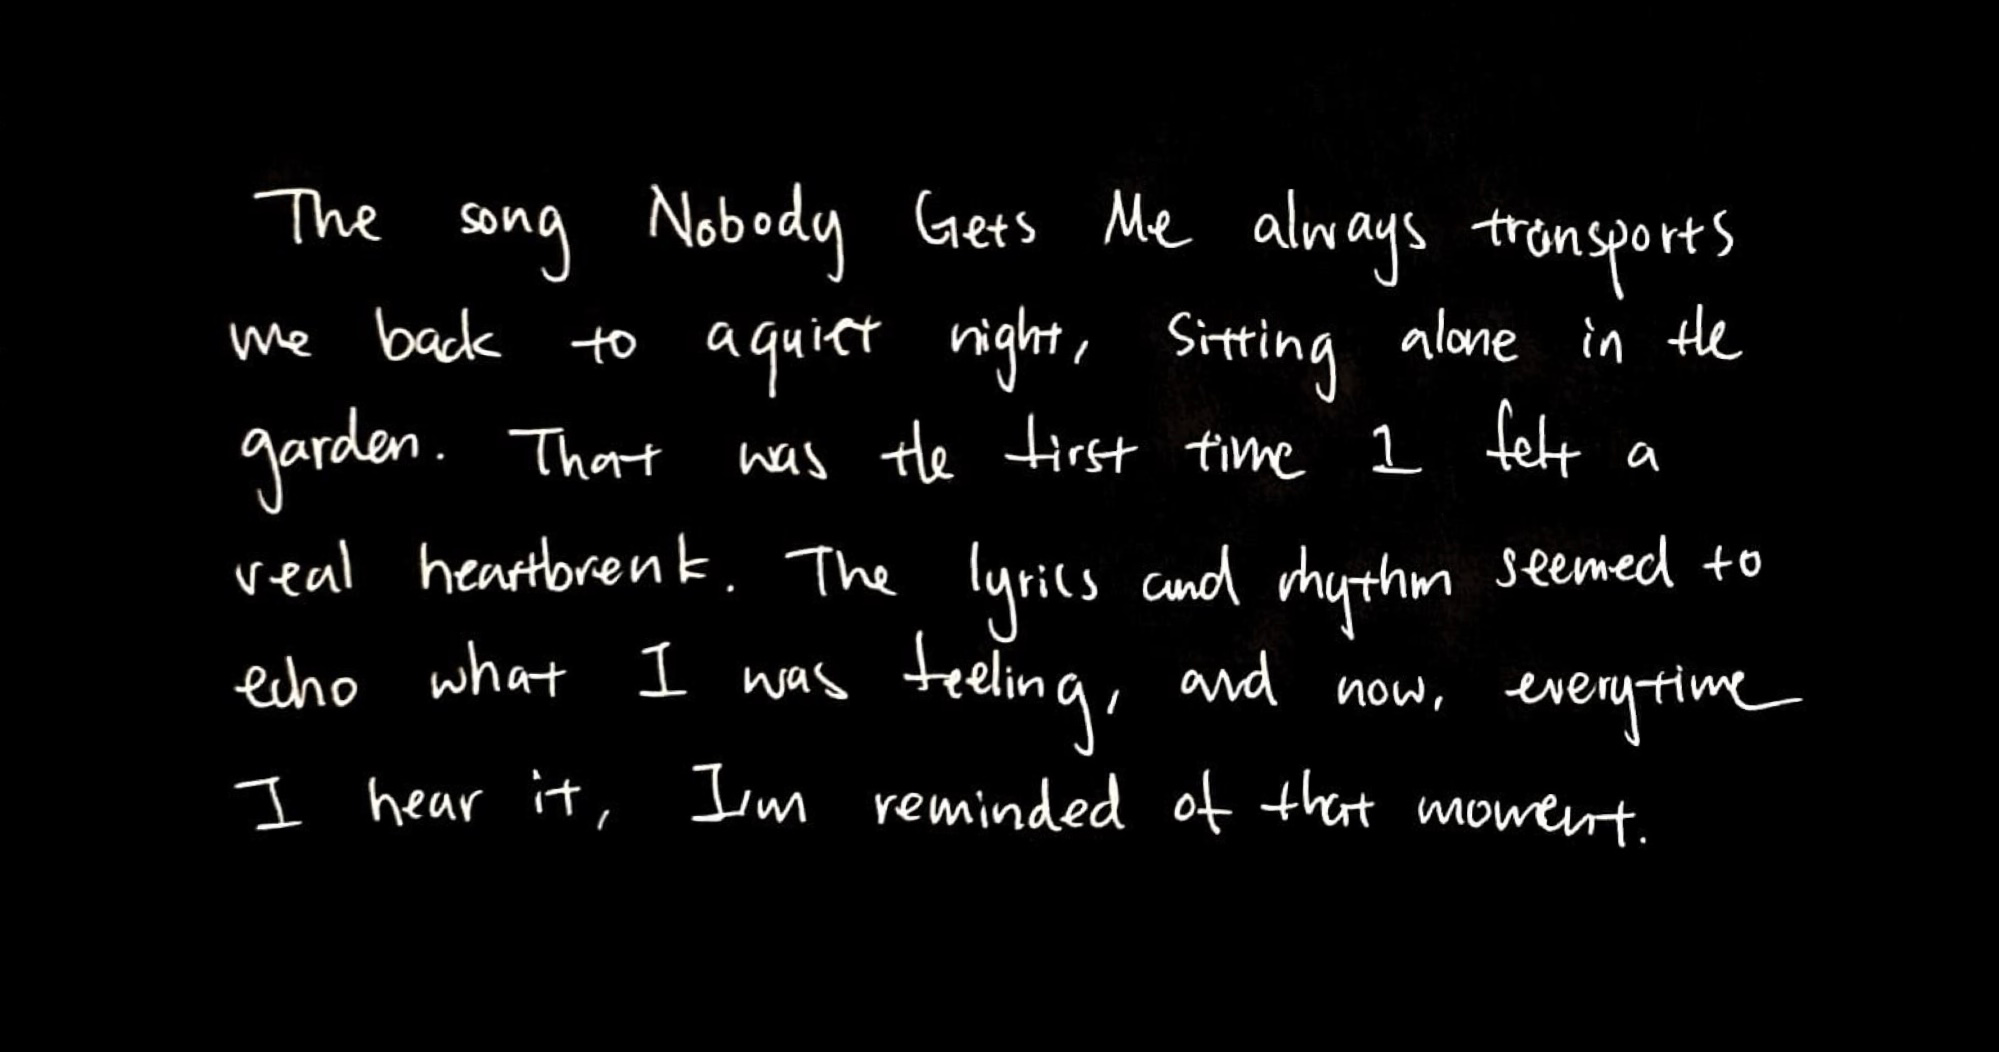 The song Nobody Gets Me always transports
me back to a quiet night, sitting alone in the
garden. That was the first time I felt a
real heartbreak. The lyrics and rhythm seemed to
echo what I was feeling, and now, everytime
I hear it, I'm reminded of that moment.